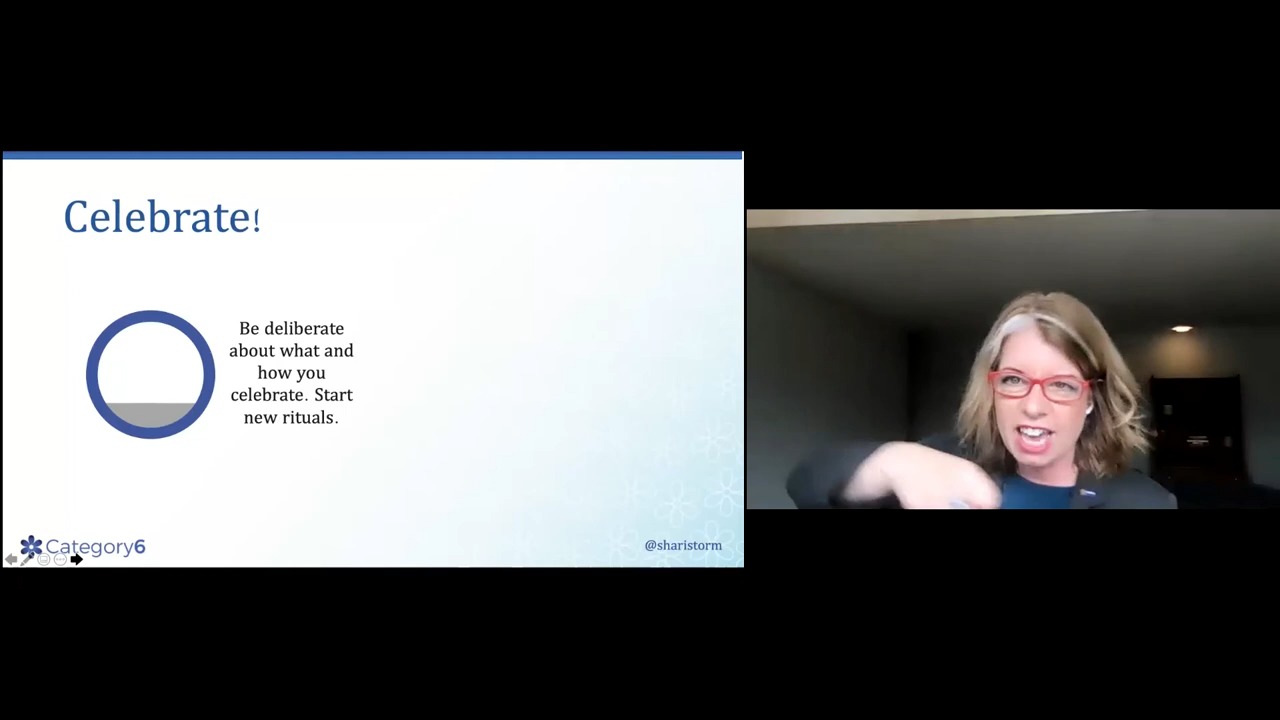 Celebrate!
Be deliberate
about what and
how you
celebrate. Start
new rituals.
Category6
@sharistorm